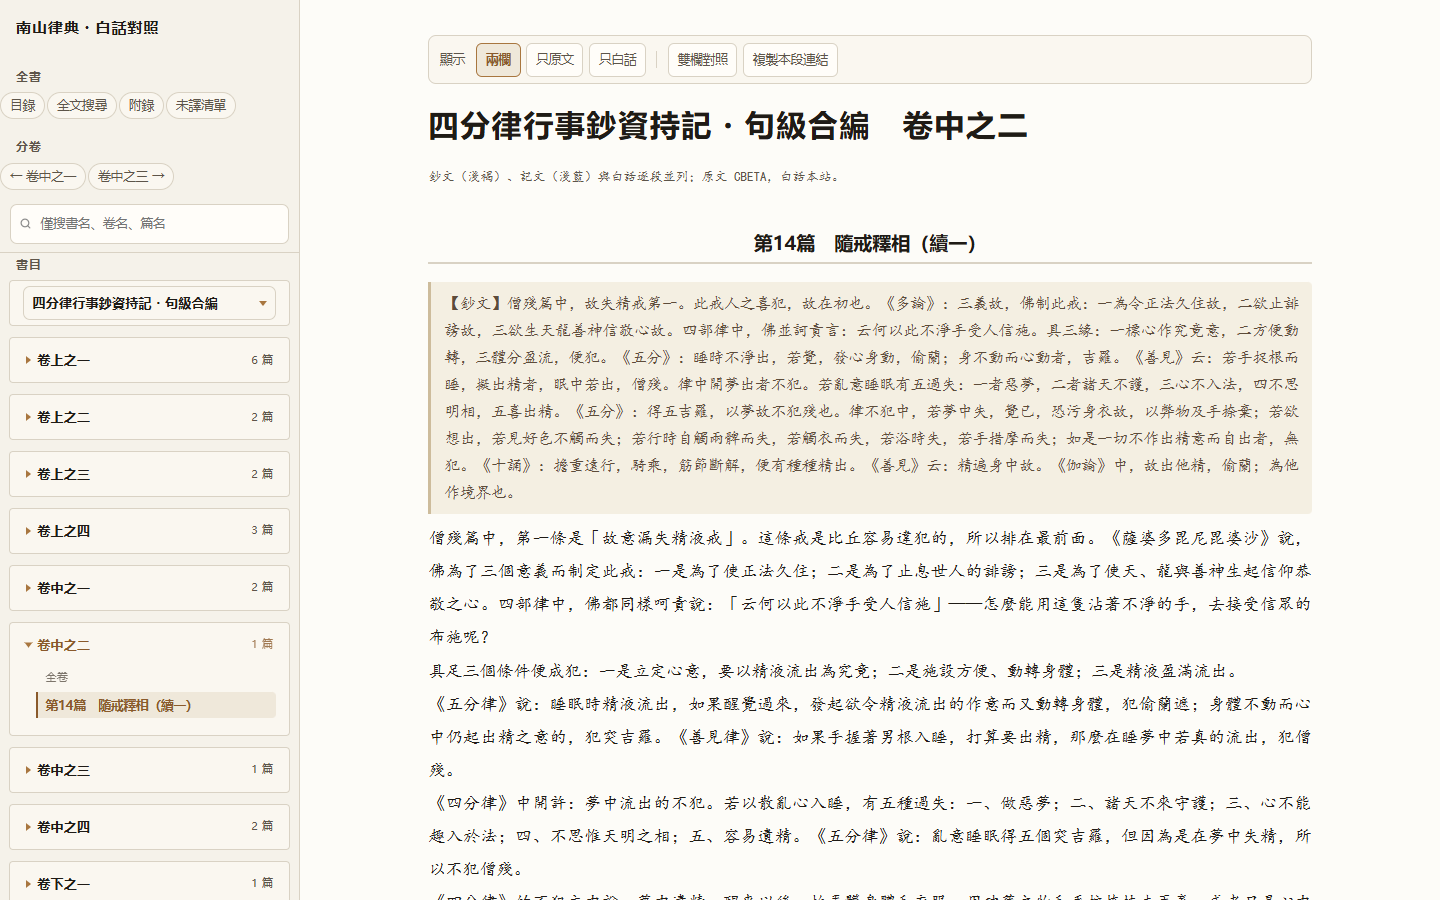 南山律典・白話對照
全書
目錄 全文搜尋 附錄 未譯清單
分卷
← 卷中之一 卷中之三 →
僅搜書名、卷名、篇名
書目
四分律行事鈔資持記・句級合編
卷上之一 6 篇
卷上之二 2 篇
卷上之三 2 篇
卷上之四 3 篇
卷中之一 2 篇
卷中之二 1 篇
全卷
第14篇　隨戒釋相（續一）
卷中之三 1 篇
卷中之四 2 篇
卷下之一 1 篇
顯示 兩欄 只原文 只白話 雙欄對照 複製本段連結
四分律行事鈔資持記・句級合編　卷中之二
鈔文（淺褐）、記文（淺藍）與白話逐段並列；原文 CBETA，白話本站。
第14篇　隨戒釋相（續一）
【鈔文】僧殘篇中，故失精戒第一。此戒人之喜犯，故在初也。《多論》：三義故，佛制此戒：一為令正法久住故，二欲止誹
謗故，三欲生天龍善神信敬心故。四部律中，佛並訶責言：云何以此不淨手受人信施。具三緣：一標心作究竟意，二方便動
轉，三體分盈流，便犯。《五分》：睡時不淨出，若覺，發心身動，偷蘭；身不動而心動者，吉羅。《善見》云：若手捉根而
睡，擬出精者，眠中若出，僧殘。律中開夢出者不犯。若亂意睡眠有五過失：一者惡夢，二者諸天不護，三心不入法，四不思
明相，五喜出精。《五分》：得五吉羅，以夢故不犯殘也。律不犯中，若夢中失，覺已，恐污身衣故，以弊物及手捺棄；若欲
想出，若見好色不觸而失；若行時自觸兩髀而失，若觸衣而失，若浴時失，若手揩摩而失；如是一切不作出精意而自出者，無
犯。《十誦》：擔重遠行，騎乘，筋節斷解，便有種種精出。《善見》云：精遍身中故。《伽論》中，故出他精，偷蘭；為他
作境界也。
僧殘篇中，第一條是「故意漏失精液戒」。這條戒是比丘容易違犯的，所以排在最前面。《薩婆多毘尼毘婆沙》說，
佛為了三個意義而制定此戒：一是為了使正法久住；二是為了止息世人的誹謗；三是為了使天、龍與善神生起信仰恭
敬之心。四部律中，佛都同樣呵責說：「云何以此不淨手受人信施」——怎麼能用這隻沾著不淨的手，去接受信眾的
布施呢？
具足三個條件便成犯：一是立定心意，要以精液流出為究竟；二是施設方便、動轉身體；三是精液盈滿流出。
《五分律》說：睡眠時精液流出，如果醒覺過來，發起欲令精液流出的作意而又動轉身體，犯偷蘭遮；身體不動而心
中仍起出精之意的，犯突吉羅。《善見律》說：如果手握著男根入睡，打算要出精，那麼在睡夢中若真的流出，犯僧
殘。
《四分律》中開許：夢中流出的不犯。若以散亂心入睡，有五種過失：一、做惡夢；二、諸天不來守護；三、心不能
趣入於法；四、不思惟天明之相；五、容易遺精。《五分律》說：亂意睡眠得五個突吉羅，但因為是在夢中失精，所
以不犯僧殘。